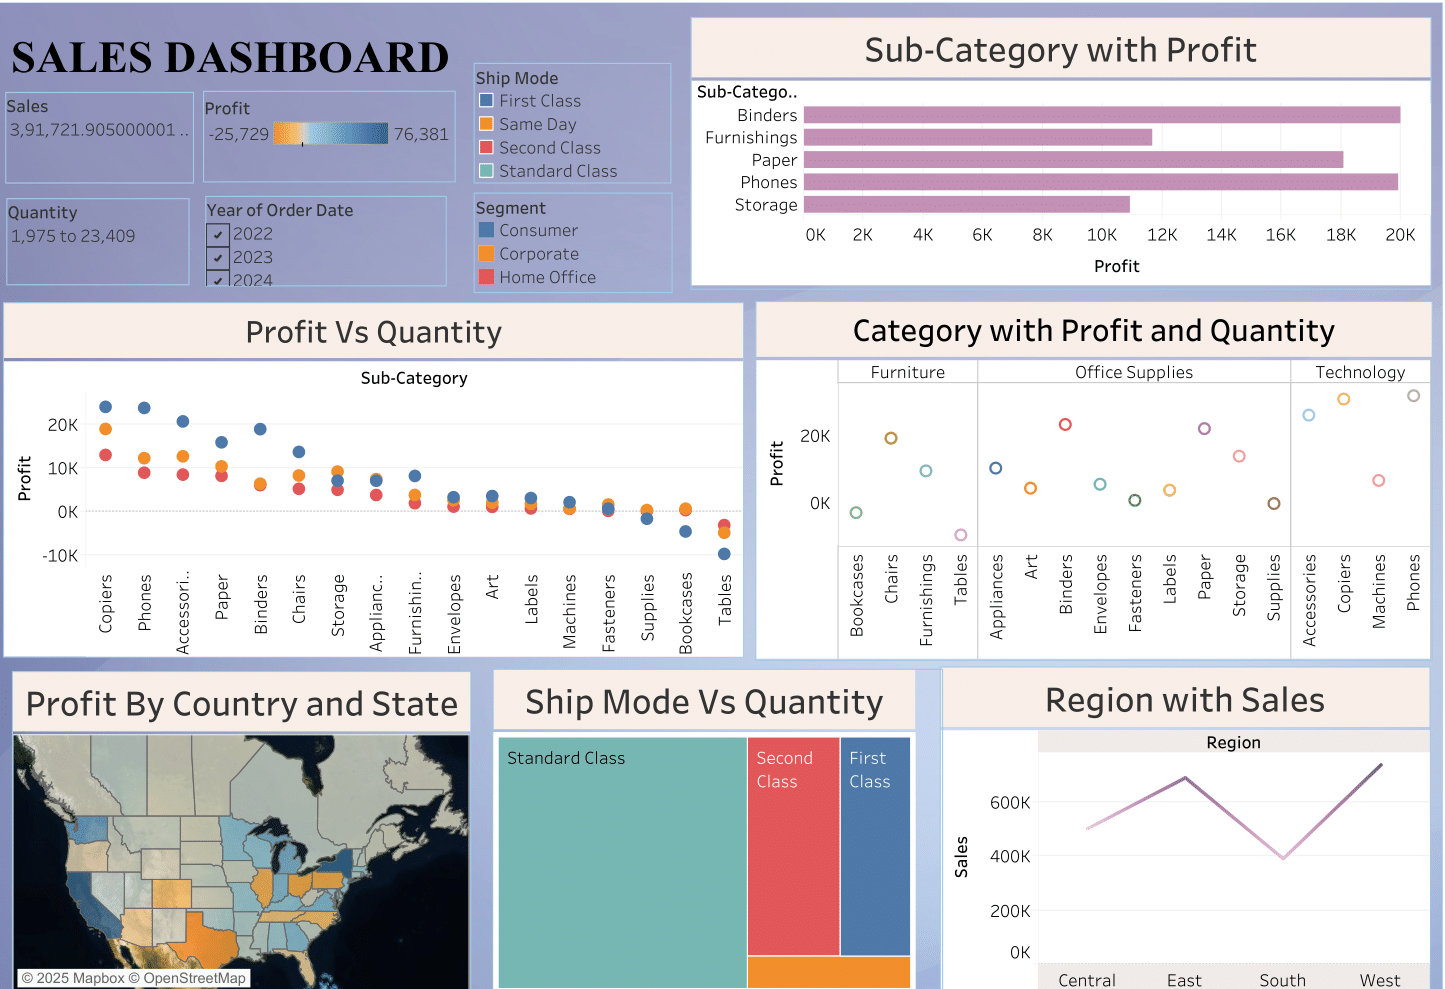 SALES DASHBOARD
Sales
3,91,721.905000001 ..
Profit
-25,729
76,381
Quantity
1,975 to 23,409
Year of Order Date
2022
2023
2024
Ship Mode
First Class
Same Day
Second Class
Standard Class
Segment
Consumer
Corporate
Home Office
Sub-Category with Profit
Sub-Catego..
Binders
Furnishings
Paper
Phones
Storage
0K 2K 4K 6K 8K 10K 12K 14K 16K 18K 20K
Profit
Profit Vs Quantity
Sub-Category
Profit
20K
10K
0K
-10K
Copiers
Phones
Accessori..
Paper
Binders
Chairs
Storage
Applianc..
Furnishin..
Envelopes
Art
Labels
Machines
Fasteners
Supplies
Bookcases
Tables
Category with Profit and Quantity
Furniture Office Supplies Technology
Profit
20K
0K
Bookcases
Chairs
Furnishings
Tables
Appliances
Art
Binders
Envelopes
Fasteners
Labels
Paper
Storage
Supplies
Accessories
Copiers
Machines
Phones
Profit By Country and State
© 2025 Mapbox © OpenStreetMap
Ship Mode Vs Quantity
Standard Class
Second
Class
First
Class
Region with Sales
Region
Sales
600K
400K
200K
0K
Central East South West